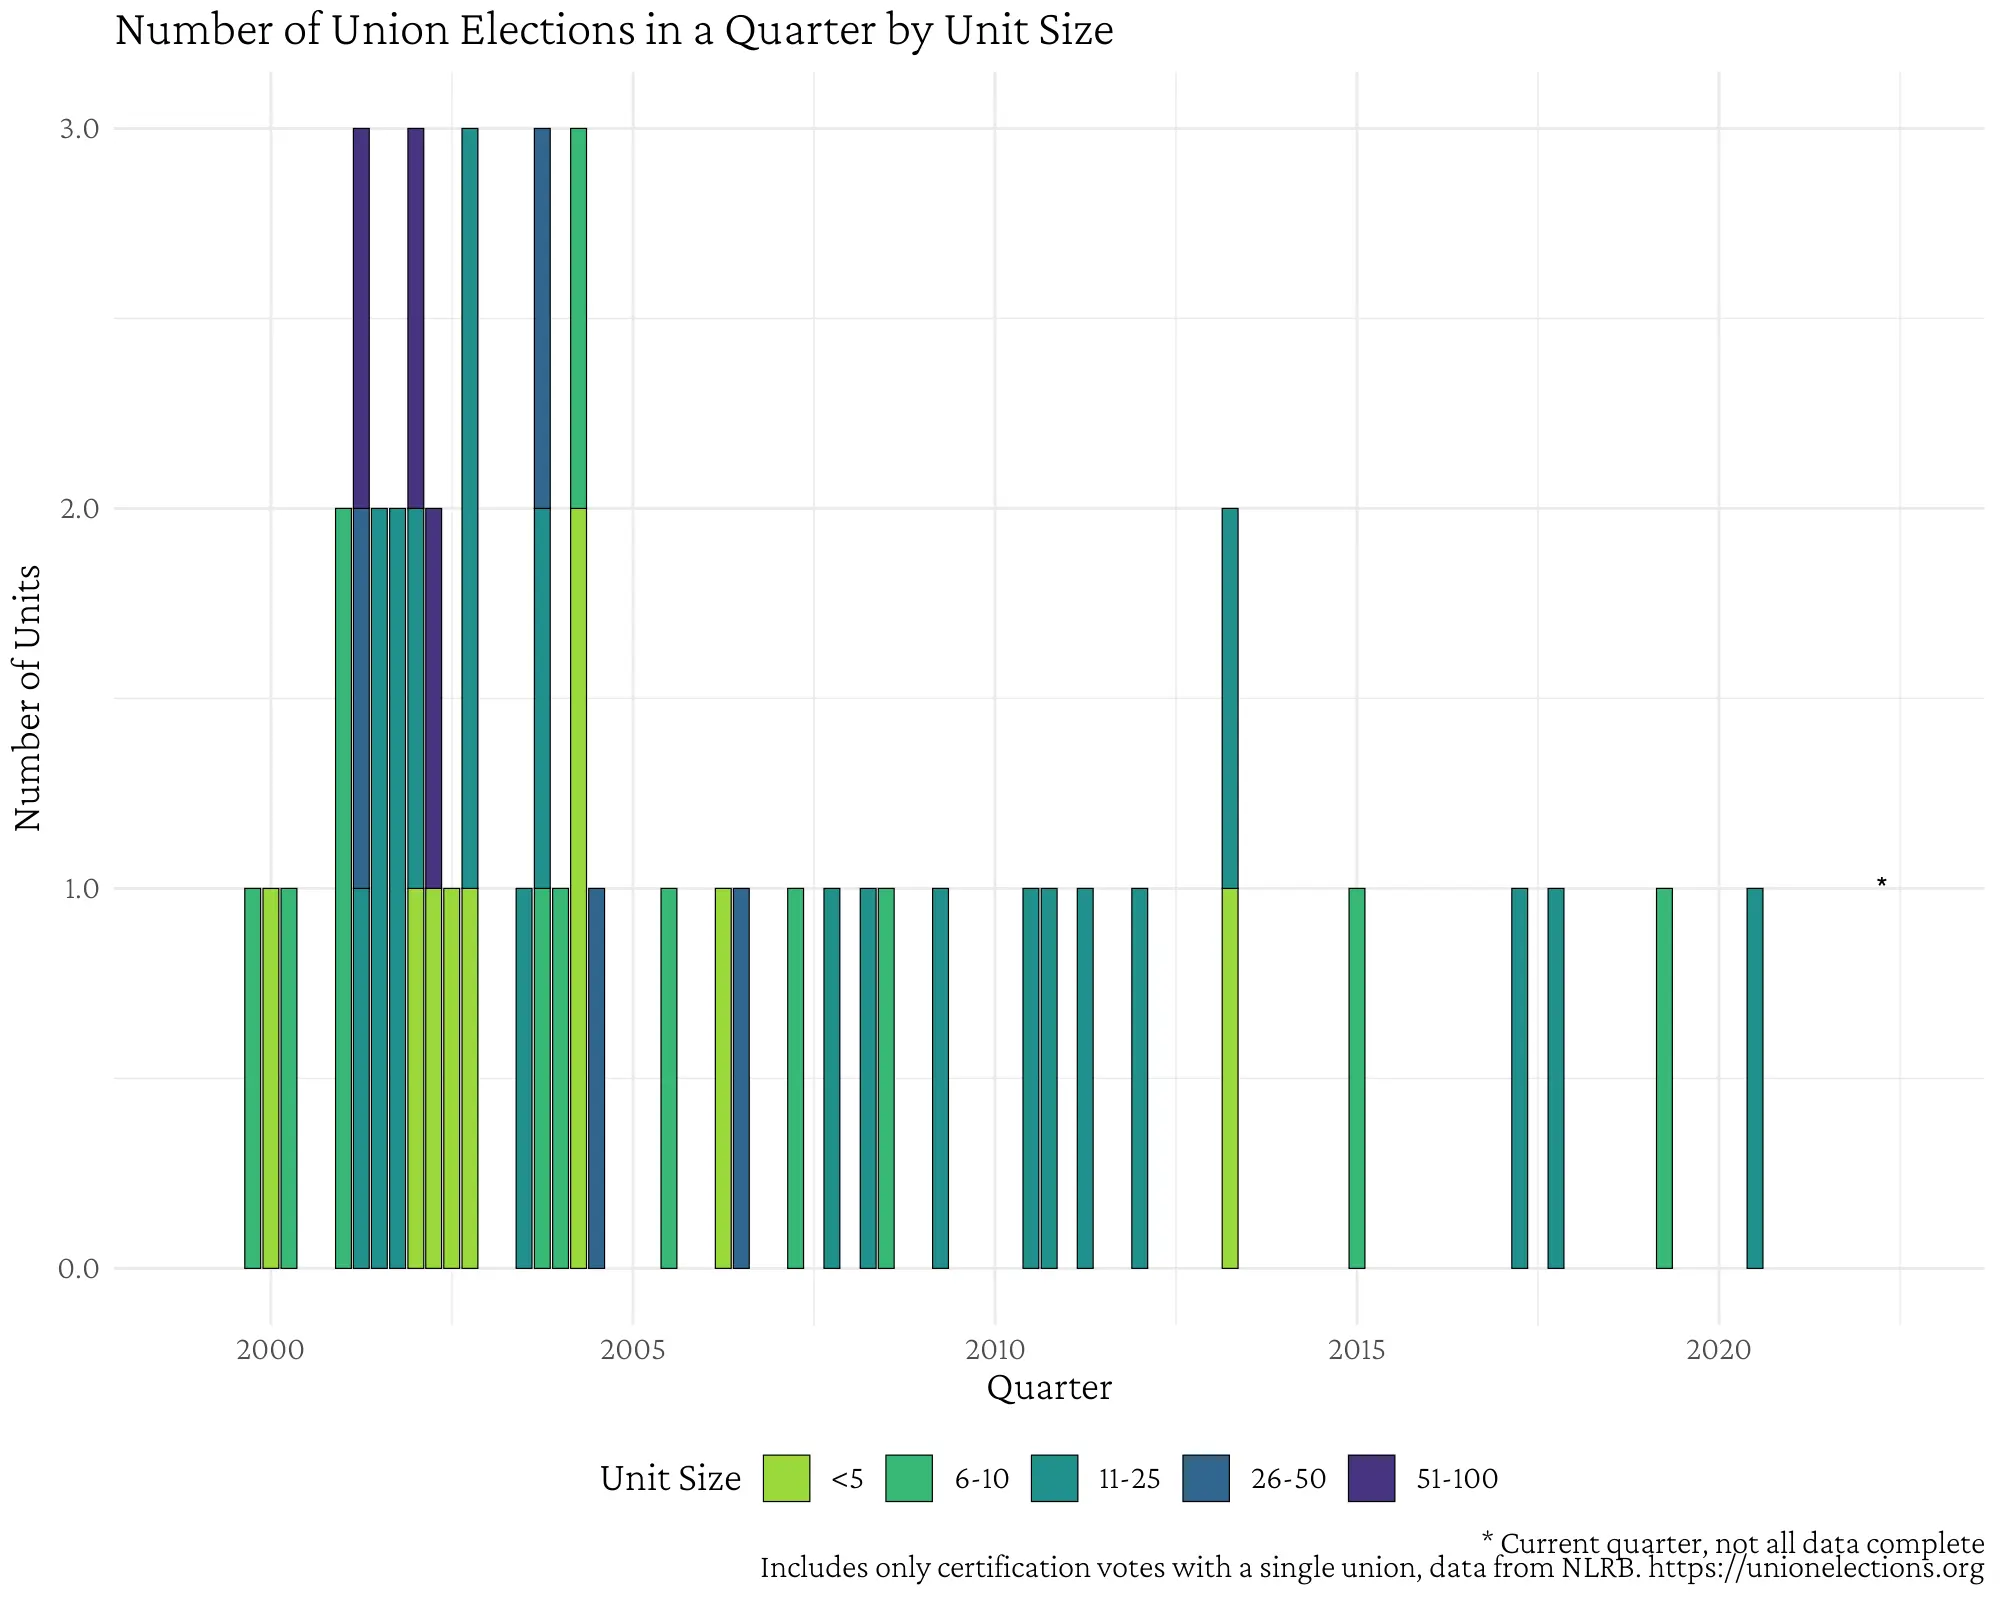 Number of Union Elections in a Quarter by Unit Size
Number of Units
3.0
2.0
1.0
0.0
*
2000 2005 2010 2015 2020
Quarter
Unit Size <5 6-10 11-25 26-50 51-100
* Current quarter, not all data complete
Includes only certification votes with a single union, data from NLRB. https://unionelections.org